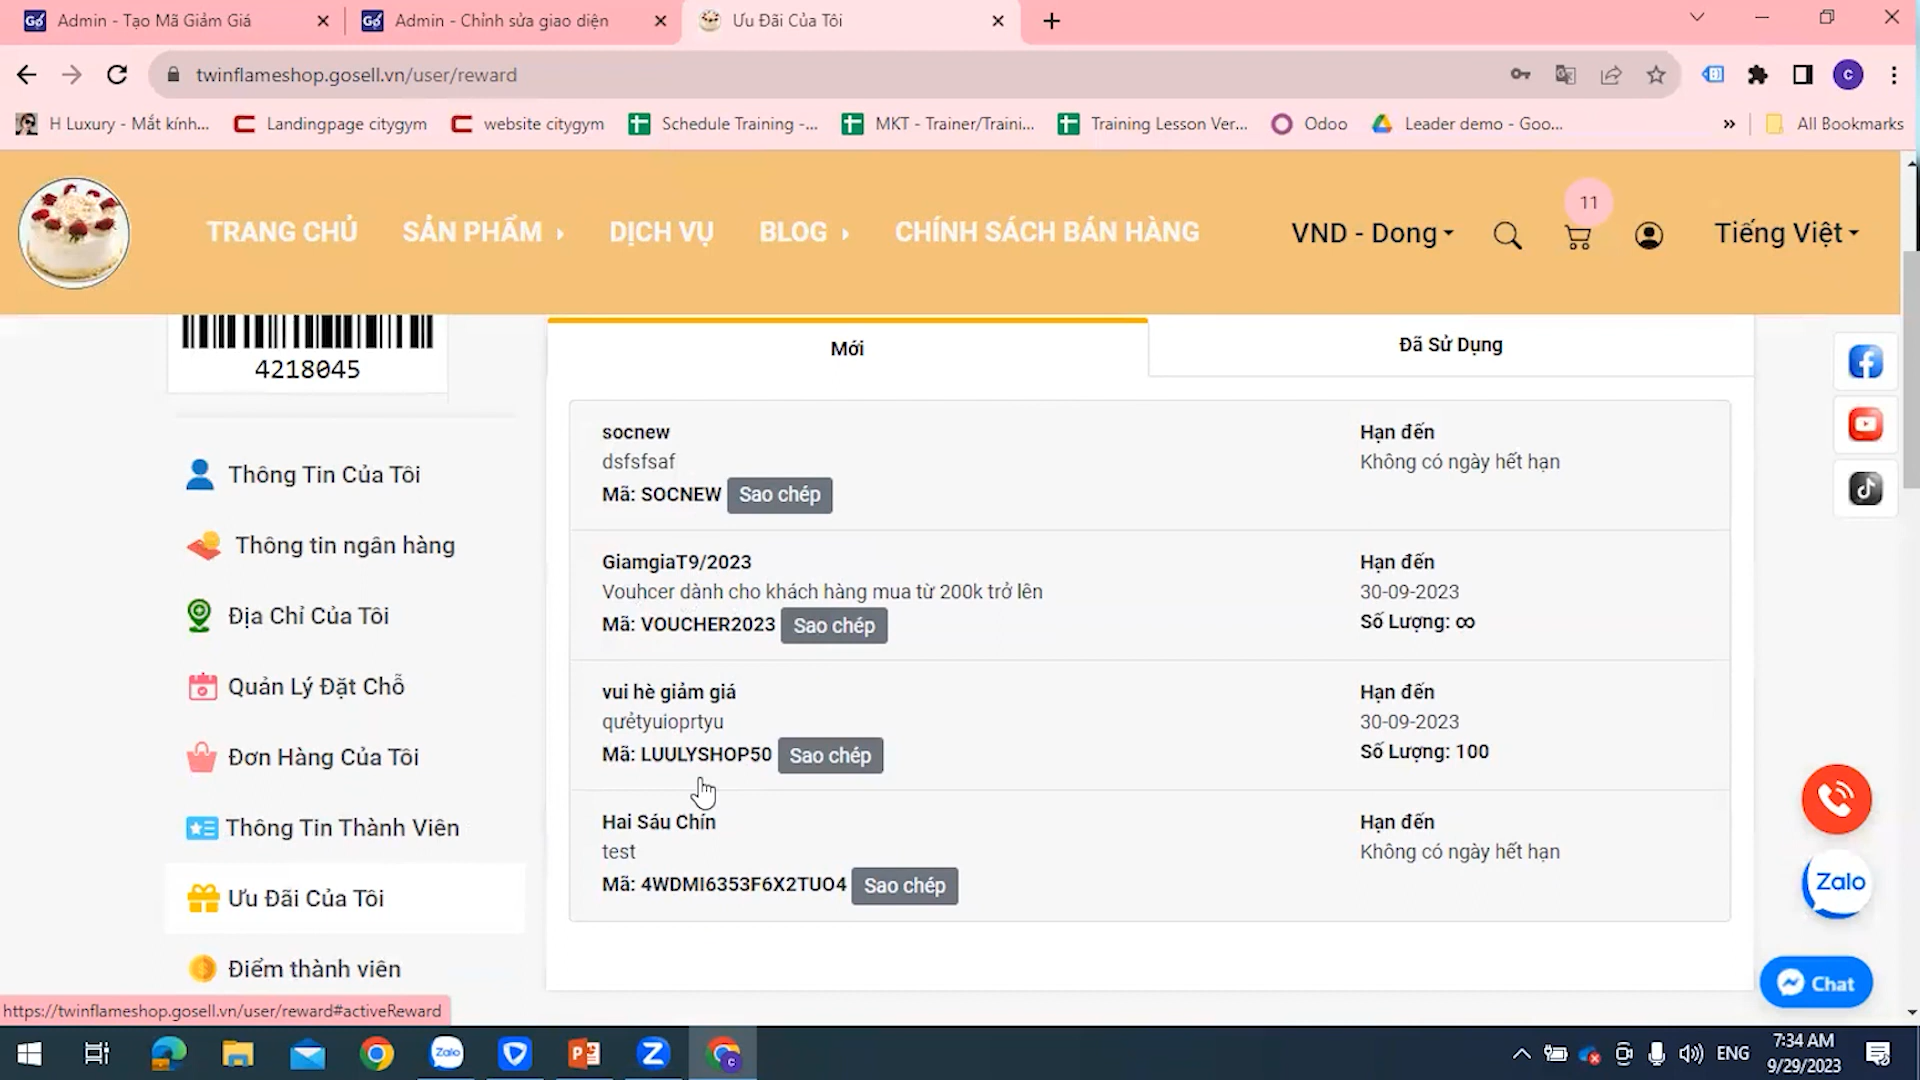 Admin - Tạo Mã Giảm Giá
Admin - Chỉnh sửa giao diện
Ưu Đãi Của Tôi
twinflameshop.gosell.vn/user/reward
C
H Luxury - Mắt kính...
Landingpage citygym
website citygym
Schedule Training -...
MKT - Trainer/Traini...
Training Lesson Ver...
Odoo
Leader demo - Goo...
»
All Bookmarks
TRANG CHỦ
SẢN PHẨM
DỊCH VỤ
BLOG
CHÍNH SÁCH BÁN HÀNG
VND - Dong
11
Tiếng Việt
4218045
Thông Tin Của Tôi
Thông tin ngân hàng
Địa Chỉ Của Tôi
Quản Lý Đặt Chỗ
Đơn Hàng Của Tôi
Thông Tin Thành Viên
Ưu Đãi Của Tôi
Điểm thành viên
Mới
Đã Sử Dụng
socnew
dsfsfsaf
Mã: SOCNEW Sao chép
Hạn đến
Không có ngày hết hạn
GiamgiaT9/2023
Vouhcer dành cho khách hàng mua từ 200k trở lên
Mã: VOUCHER2023 Sao chép
Hạn đến
30-09-2023
Số Lượng: ∞
vui hè giảm giá
qưẻtyuioprtyu
Mã: LUULYSHOP50 Sao chép
Hạn đến
30-09-2023
Số Lượng: 100
Hai Sáu Chín
test
Mã: 4WDMI6353F6X2TUO4 Sao chép
Hạn đến
Không có ngày hết hạn
Zalo
Chat
https://twinflameshop.gosell.vn/user/reward#activeReward
Zalo
ENG
7:34 AM
9/29/2023